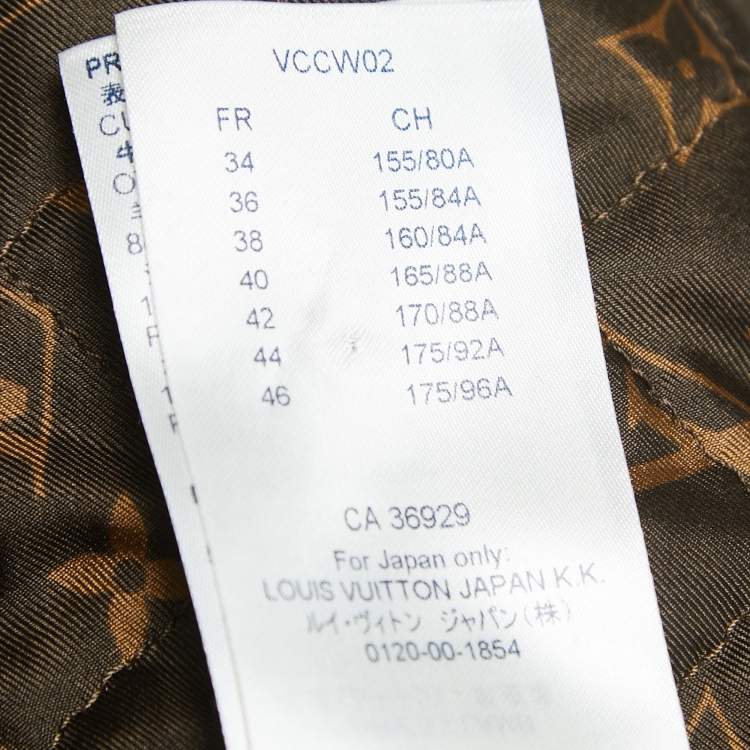 VCCW02
FR CH
34 155/80A
36 155/84A
38 160/84A
40 165/88A
42 170/88A
44 175/92A
46 175/96A
CA 36929
For Japan only:
LOUIS VUITTON JAPAN K.K.
ルイ・ヴィトン ジャパン(株)
0120-00-1854
PR
表
CU
牛
O
8